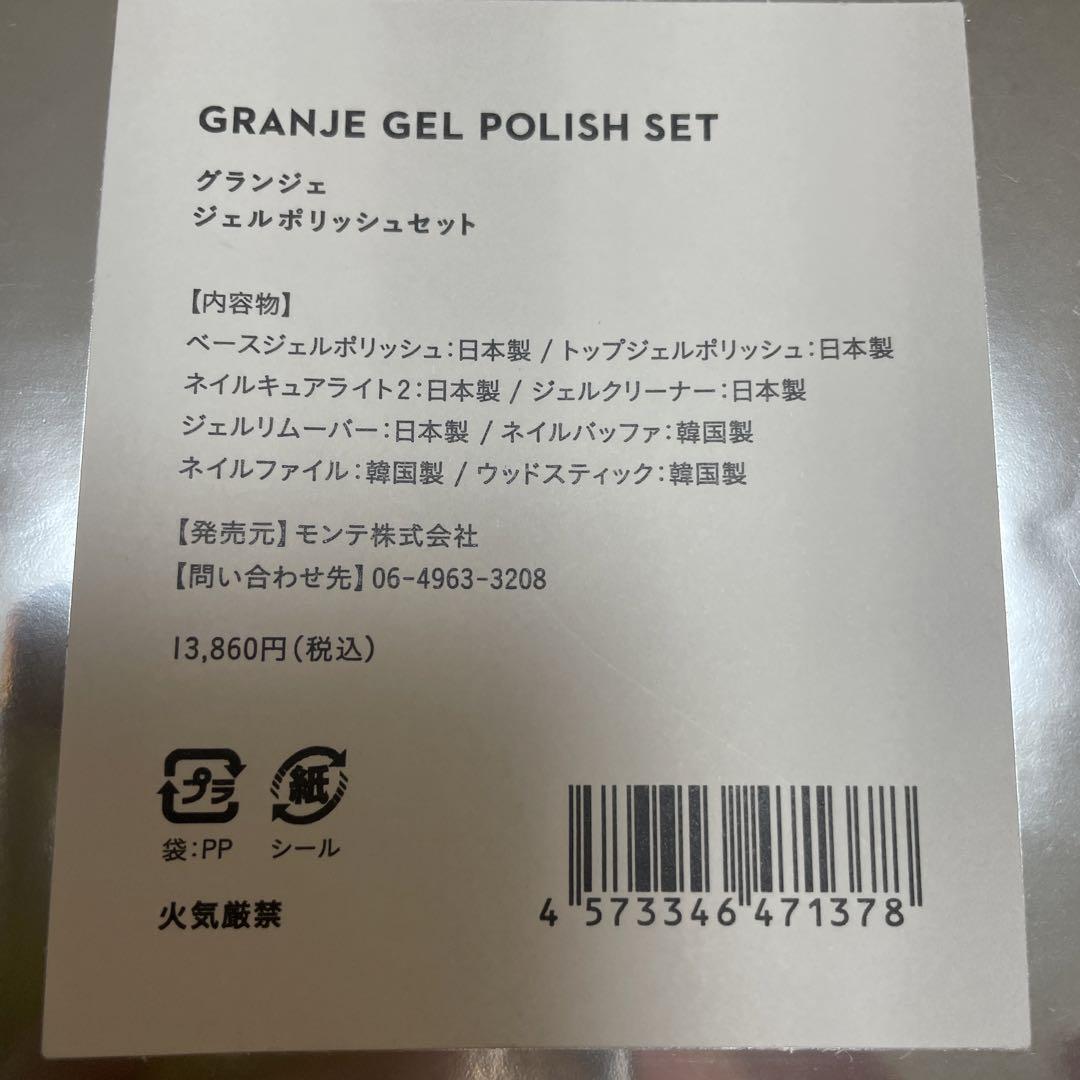 GRANJE GEL POLISH SET
グランジェ
ジェルポリッシュセット
【内容物】
ベースジェルポリッシュ:日本製 / トップジェルポリッシュ:日本製
ネイルキュアライト2:日本製 / ジェルクリーナー:日本製
ジェルリムーバー:日本製 / ネイルバッファ:韓国製
ネイルファイル:韓国製 / ウッドスティック:韓国製
【発売元】モンテ株式会社
【問い合わせ先】06-4963-3208
13,860円(税込)
プラ 紙
袋:PP シール
火気厳禁
4 573346 471378